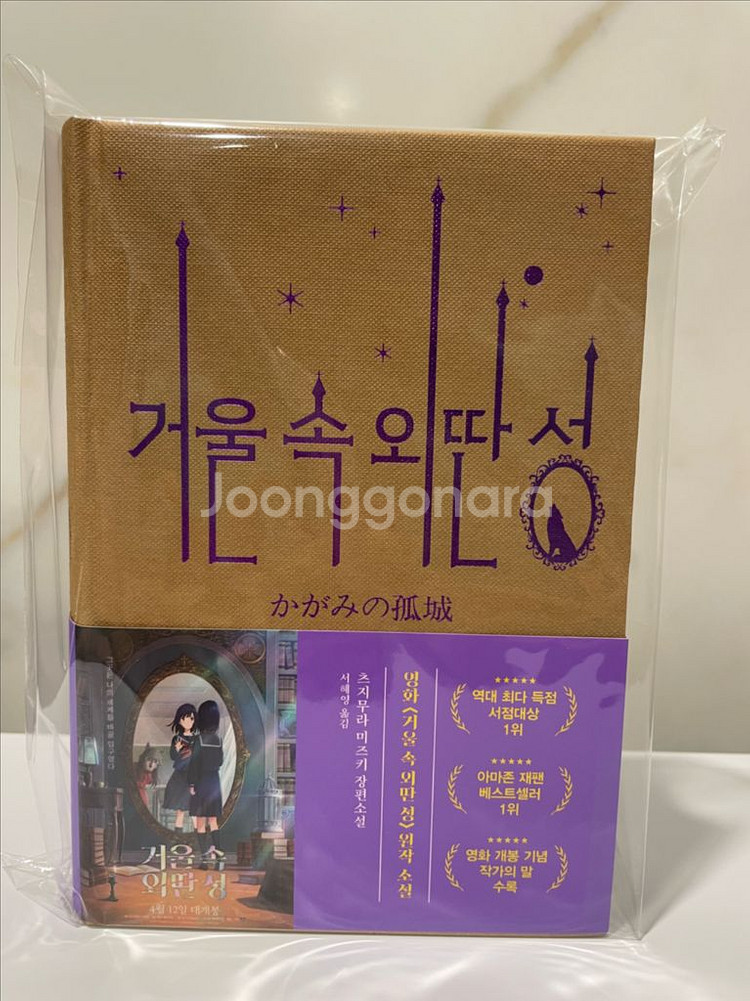 거울 속 외딴 성
Joonggonara
かがみの孤城
거울 속
외딴 성
4월 12일 대개봉
츠지무라 미즈키 장편소설
서혜영 옮김
영화 <거울 속 외딴 성> 원작 소설
★★★★★
역대 최다 득점
서점대상
1위
★★★★★
아마존 재팬
베스트셀러
1위
★★★★★
영화 개봉 기념
작가의 말
수록